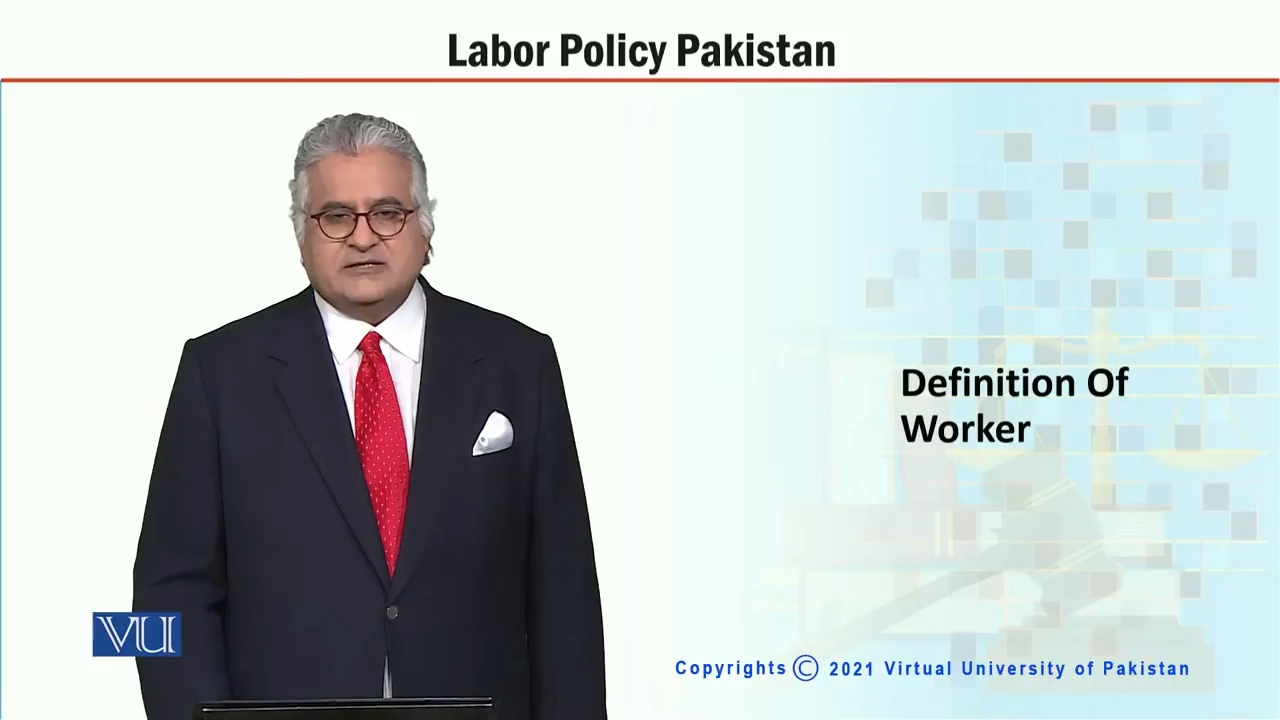 Labor Policy Pakistan
Definition Of
Worker
VU
Copyrights © 2021 Virtual University of Pakistan